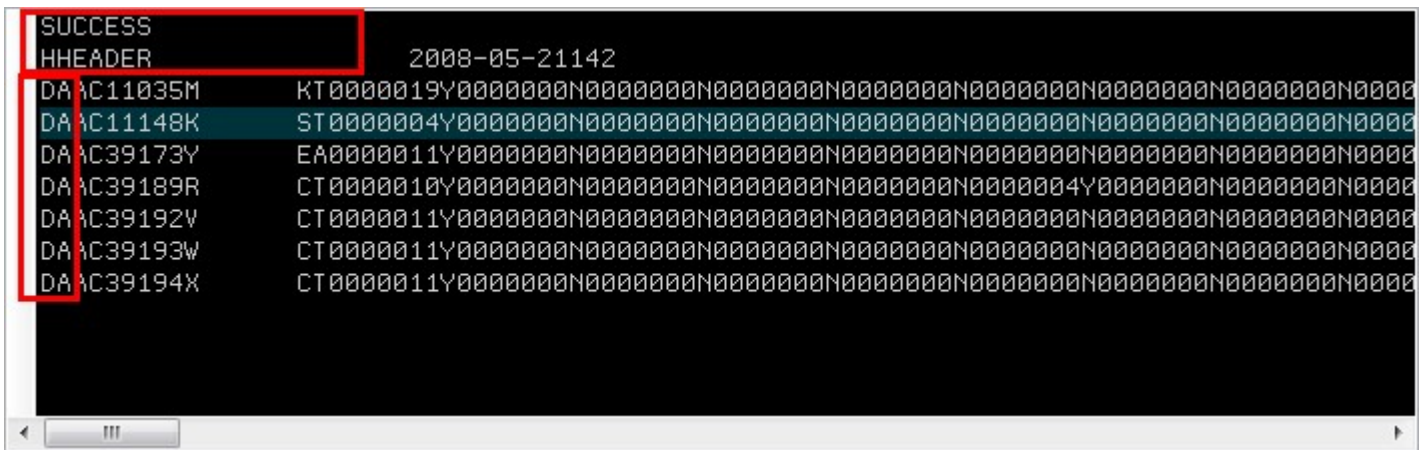 SUCCESS
HHEADER 2008-05-21142
DAAC11035M KT0000019Y0000000N0000000N0000000N0000000N0000000N0000000N0000000N0000
DAAC11148K ST0000004Y0000000N0000000N0000000N0000000N0000000N0000000N0000000N0000
DAAC39173Y EA0000011Y0000000N0000000N0000000N0000000N0000000N0000000N0000000N0000
DAAC39189R CT0000010Y0000000N0000000N0000000N0000000N0000004Y0000000N0000000N0000
DAAC39192V CT0000011Y0000000N0000000N0000000N0000000N0000000N0000000N0000000N0000
DAAC39193W CT0000011Y0000000N0000000N0000000N0000000N0000000N0000000N0000000N0000
DAAC39194X CT0000011Y0000000N0000000N0000000N0000000N0000000N0000000N0000000N0000